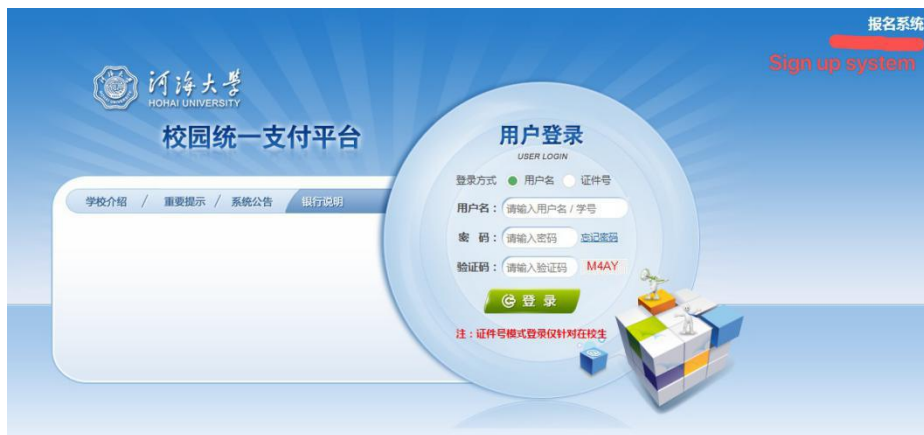 报名系统
Sign up system
河海大学
HOHAI UNIVERSITY
校园统一支付平台
学校介绍 / 重要提示 / 系统公告 银行说明
用户登录
USER LOGIN
登录方式 用户名 证件号
用户名： 请输入用户名 / 学号
密 码： 请输入密码 忘记密码
验证码： 请输入验证码 M4AY
登 录
注：证件号模式登录仅针对在校生